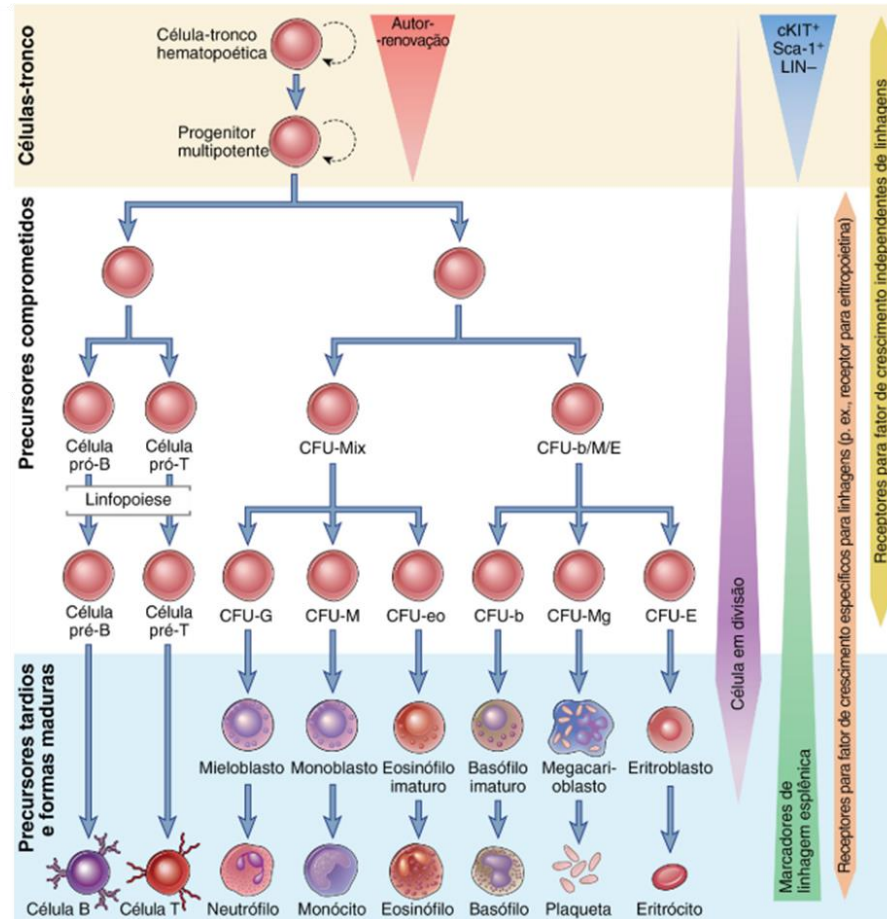 Células-tronco
Célula-tronco
hematopoética
Autor-
-renovação
cKIT+
Sca-1+
LIN–
Progenitor
multipotente
Precursores comprometidos
Célula
pró-B
Célula
pró-T
CFU-Mix
CFU-b/M/E
Linfopoiese
Célula
pré-B
Célula
pré-T
CFU-G
CFU-M
CFU-eo
CFU-b
CFU-Mg
CFU-E
Precursores tardios
e formas maduras
Mieloblasto
Monoblasto
Eosinófilo
imaturo
Basófilo
imaturo
Megacari-
oblasto
Eritroblasto
Célula B
Célula T
Neutrófilo
Monócito
Eosinófilo
Basófilo
Plaqueta
Eritrócito
Célula em divisão
Marcadores de
linhagem esplênica
Receptores para fator de crescimento específicos para linhagens (p. ex., receptor para eritropoietina)
Receptores para fator de crescimento independentes de linhagens